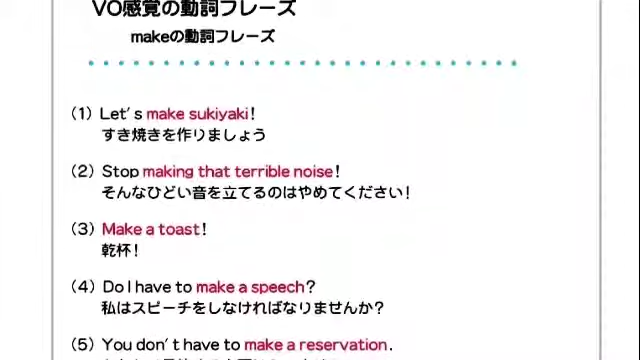 VO感覚の動詞フレーズ
makeの動詞フレーズ
(1) Let's make sukiyaki!
すき焼きを作りましょう
(2) Stop making that terrible noise!
そんなひどい音を立てるのはやめてください!
(3) Make a toast!
乾杯!
(4) Do I have to make a speech?
私はスピーチをしなければなりませんか?
(5) You don't have to make a reservation.